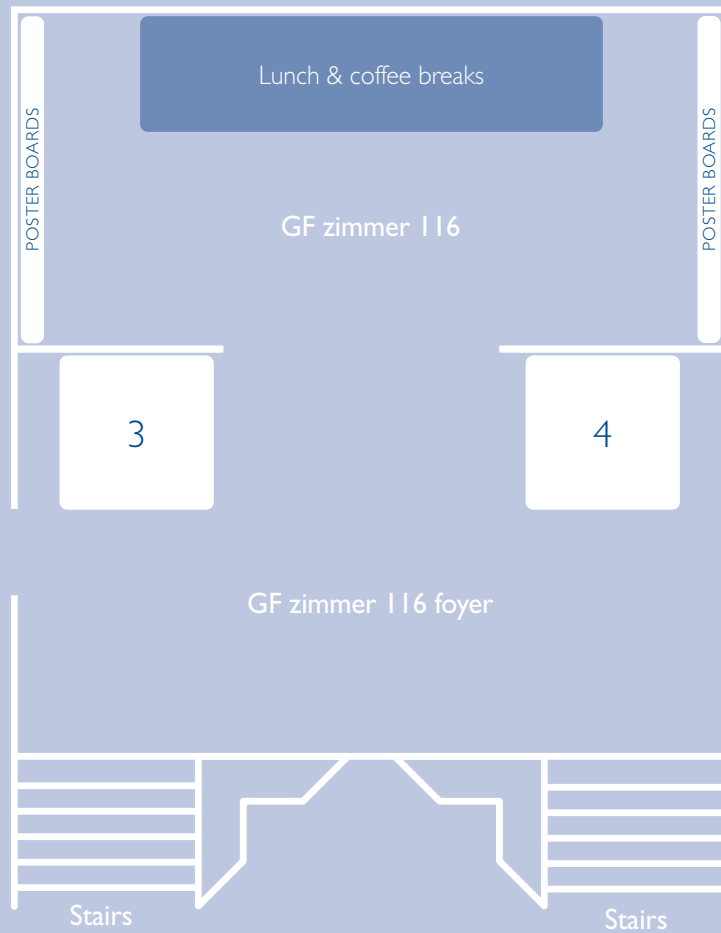 Lunch & coffee breaks
POSTER BOARDS
POSTER BOARDS
GF zimmer 116
3
4
GF zimmer 116 foyer
Stairs
Stairs